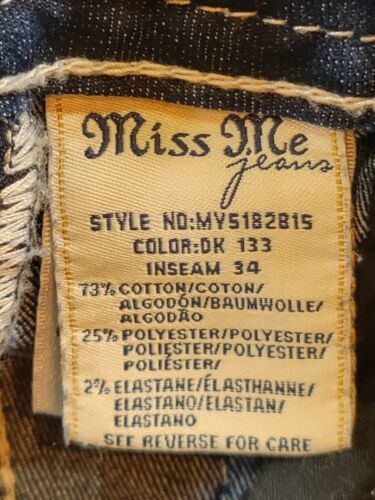 Miss Me
jeans
STYLE NO:MY5182B15
COLOR:DK 133
INSEAM 34
73% COTTON/COTON/
ALGODÓN/BAUMWOLLE/
ALGODÃO
25% POLYESTER/POLYESTER/
POLIÉSTER/POLYESTER/
POLIÉSTER/
2% ELASTANE/ÉLASTHANNE/
ELASTANO/ELASTAN/
ELASTANO
SEE REVERSE FOR CARE